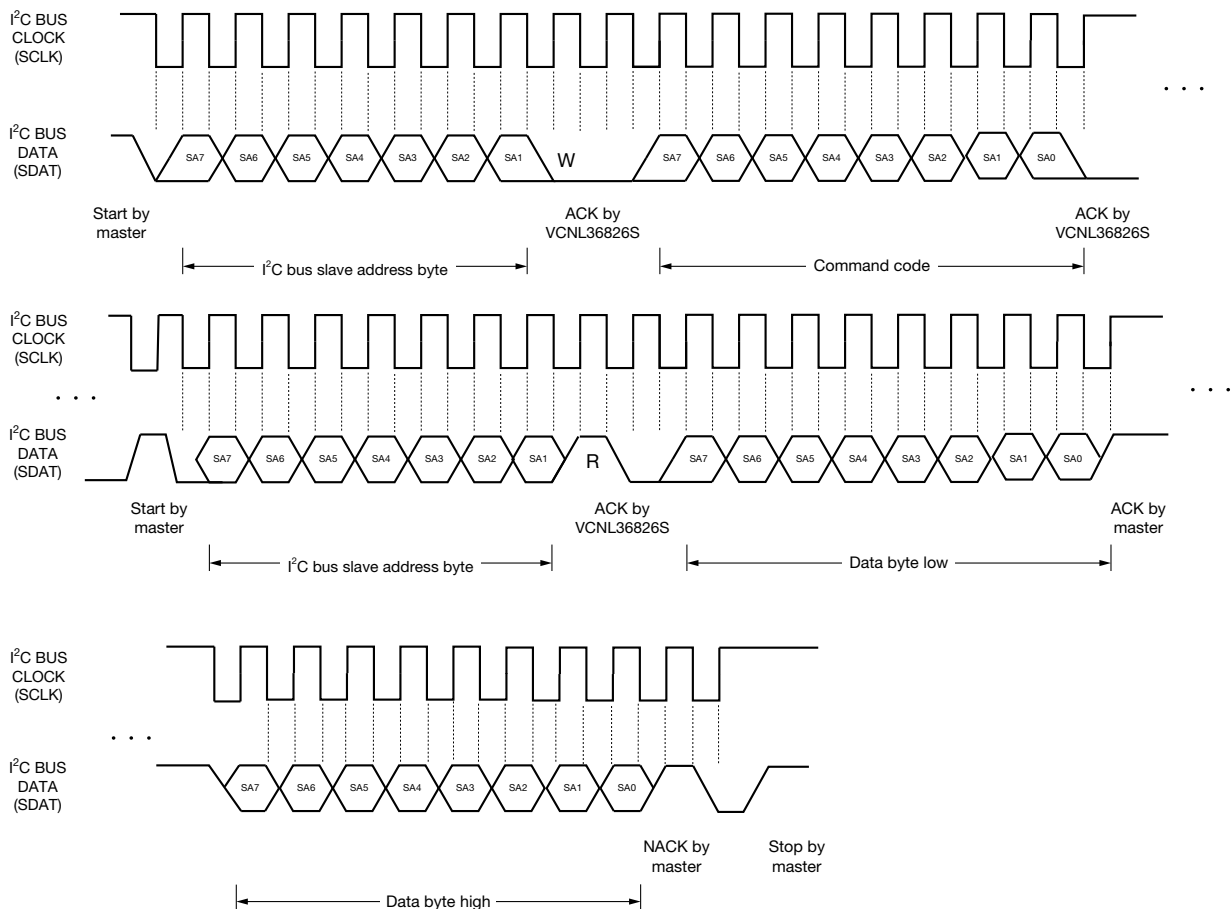 I²C BUS
CLOCK
(SCLK)
. . .
I²C BUS
DATA
(SDAT)
SA7 SA6 SA5 SA4 SA3 SA2 SA1 W SA7 SA6 SA5 SA4 SA3 SA2 SA1 SA0
Start by
master
ACK by
VCNL36826S
ACK by
VCNL36826S
I²C bus slave address byte
Command code
I²C BUS
CLOCK
(SCLK)
. . .
. . .
I²C BUS
DATA
(SDAT)
SA7 SA6 SA5 SA4 SA3 SA2 SA1 R SA7 SA6 SA5 SA4 SA3 SA2 SA1 SA0
Start by
master
ACK by
VCNL36826S
ACK by
master
I²C bus slave address byte
Data byte low
I²C BUS
CLOCK
(SCLK)
. . .
I²C BUS
DATA
(SDAT)
SA7 SA6 SA5 SA4 SA3 SA2 SA1 SA0
NACK by
master
Stop by
master
Data byte high